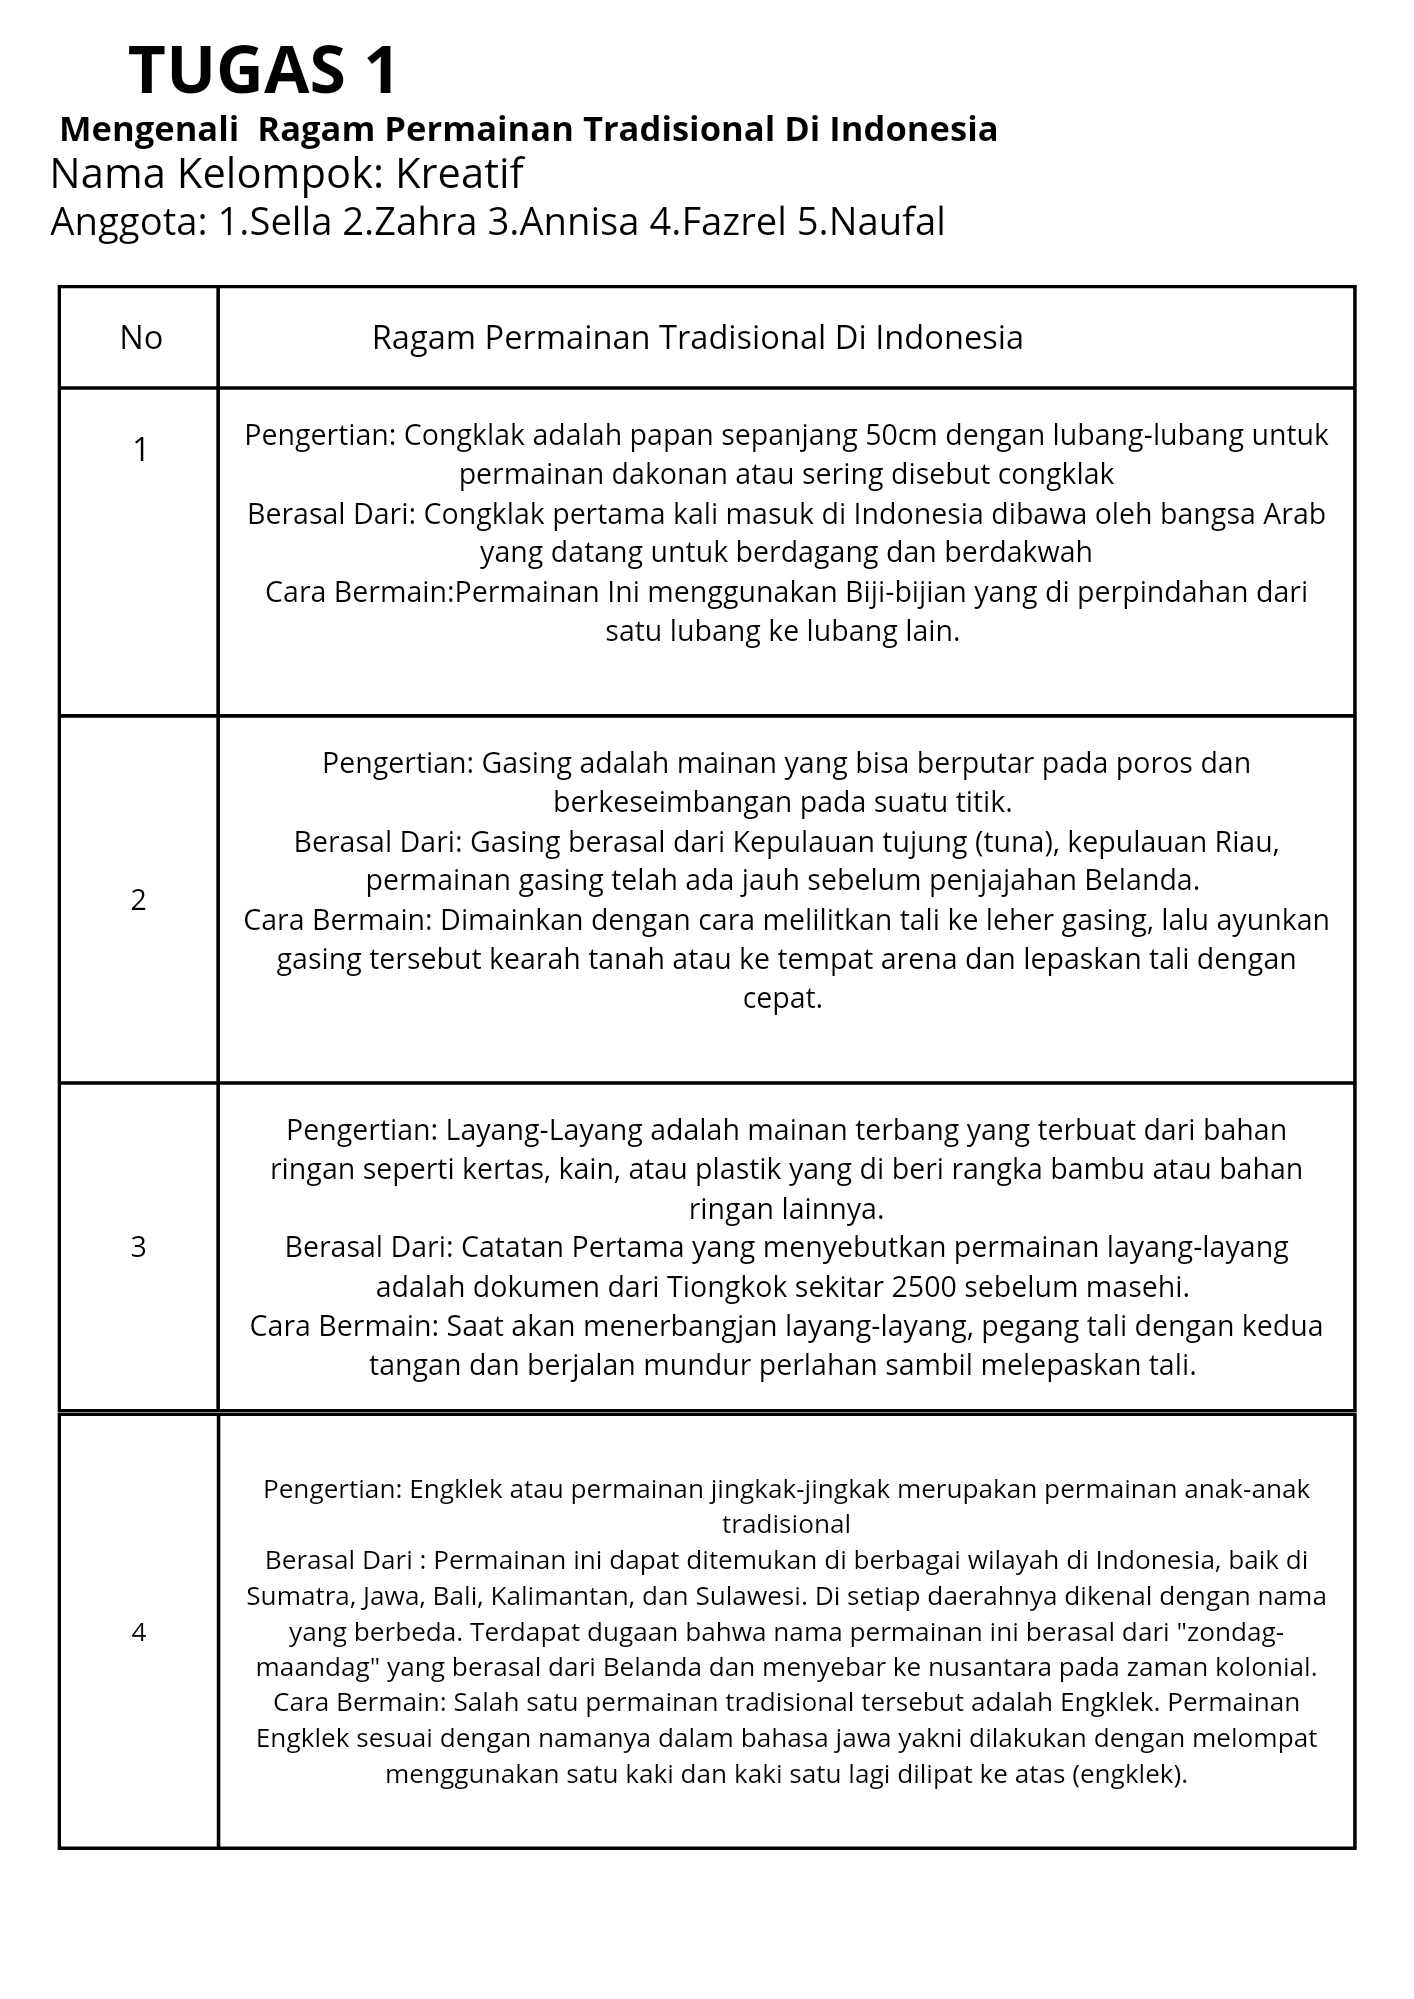 TUGAS 1
Mengenali  Ragam Permainan Tradisional Di Indonesia
Nama Kelompok: Kreatif
Anggota: 1.Sella 2.Zahra 3.Annisa 4.Fazrel 5.Naufal
No
Ragam Permainan Tradisional Di Indonesia
1
Pengertian: Congklak adalah papan sepanjang 50cm dengan lubang-lubang untuk
permainan dakonan atau sering disebut congklak
Berasal Dari: Congklak pertama kali masuk di Indonesia dibawa oleh bangsa Arab
yang datang untuk berdagang dan berdakwah
Cara Bermain:Permainan Ini menggunakan Biji-bijian yang di perpindahan dari
satu lubang ke lubang lain.
2
Pengertian: Gasing adalah mainan yang bisa berputar pada poros dan
berkeseimbangan pada suatu titik.
Berasal Dari: Gasing berasal dari Kepulauan tujung (tuna), kepulauan Riau,
permainan gasing telah ada jauh sebelum penjajahan Belanda.
Cara Bermain: Dimainkan dengan cara melilitkan tali ke leher gasing, lalu ayunkan
gasing tersebut kearah tanah atau ke tempat arena dan lepaskan tali dengan
cepat.
3
Pengertian: Layang-Layang adalah mainan terbang yang terbuat dari bahan
ringan seperti kertas, kain, atau plastik yang di beri rangka bambu atau bahan
ringan lainnya.
Berasal Dari: Catatan Pertama yang menyebutkan permainan layang-layang
adalah dokumen dari Tiongkok sekitar 2500 sebelum masehi.
Cara Bermain: Saat akan menerbangjan layang-layang, pegang tali dengan kedua
tangan dan berjalan mundur perlahan sambil melepaskan tali.
4
Pengertian: Engklek atau permainan jingkak-jingkak merupakan permainan anak-anak
tradisional
Berasal Dari : Permainan ini dapat ditemukan di berbagai wilayah di Indonesia, baik di
Sumatra, Jawa, Bali, Kalimantan, dan Sulawesi. Di setiap daerahnya dikenal dengan nama
yang berbeda. Terdapat dugaan bahwa nama permainan ini berasal dari "zondag-
maandag" yang berasal dari Belanda dan menyebar ke nusantara pada zaman kolonial.
Cara Bermain: Salah satu permainan tradisional tersebut adalah Engklek. Permainan
Engklek sesuai dengan namanya dalam bahasa jawa yakni dilakukan dengan melompat
menggunakan satu kaki dan kaki satu lagi dilipat ke atas (engklek).